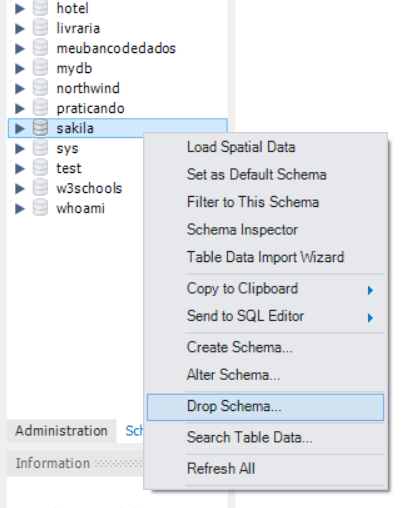 hotel
livraria
meubancodedados
mydb
northwind
praticando
sakila
sys
test
w3schools
whoami
Load Spatial Data
Set as Default Schema
Filter to This Schema
Schema Inspector
Table Data Import Wizard
Copy to Clipboard
Send to SQL Editor
Create Schema...
Alter Schema...
Drop Schema...
Search Table Data...
Refresh All
Administration
Information